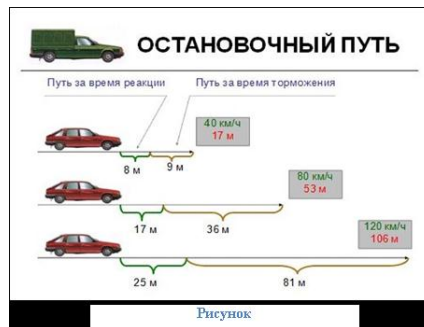 ОСТАНОВОЧНЫЙ ПУТЬ
Путь за время реакции
Путь за время торможения
40 км/ч
17 м
8 м
9 м
80 км/ч
53 м
17 м
36 м
120 км/ч
106 м
25 м
81 м
Рисунок